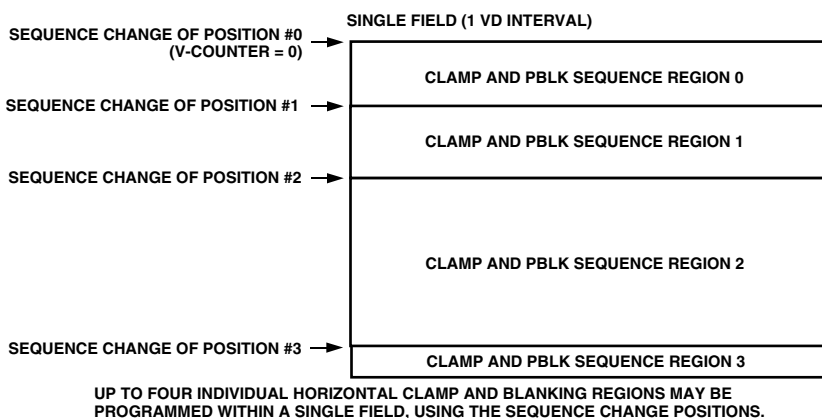 SINGLE FIELD (1 VD INTERVAL)
SEQUENCE CHANGE OF POSITION #0
(V-COUNTER = 0)
CLAMP AND PBLK SEQUENCE REGION 0
SEQUENCE CHANGE OF POSITION #1
CLAMP AND PBLK SEQUENCE REGION 1
SEQUENCE CHANGE OF POSITION #2
CLAMP AND PBLK SEQUENCE REGION 2
SEQUENCE CHANGE OF POSITION #3
CLAMP AND PBLK SEQUENCE REGION 3
UP TO FOUR INDIVIDUAL HORIZONTAL CLAMP AND BLANKING REGIONS MAY BE
PROGRAMMED WITHIN A SINGLE FIELD, USING THE SEQUENCE CHANGE POSITIONS.